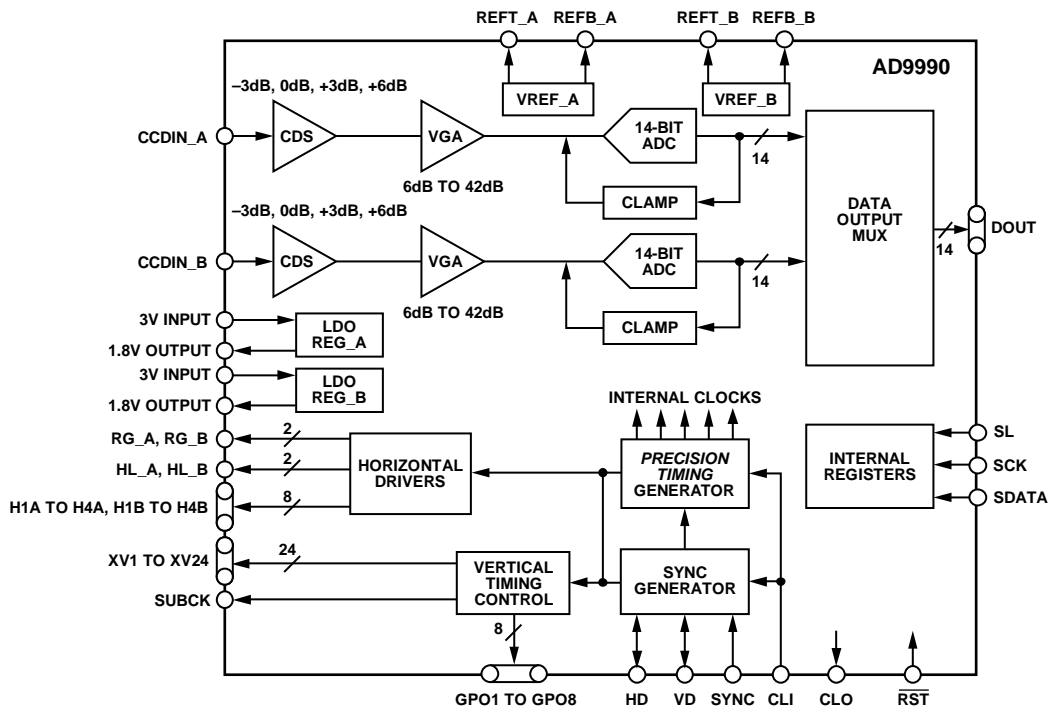 REFT_A REFB_A REFT_B REFB_B
AD9990
–3dB, 0dB, +3dB, +6dB
VREF_A
VREF_B
CCDIN_A
CDS
VGA
14-BIT
ADC
14
6dB TO 42dB
CLAMP
DATA
OUTPUT
MUX
14
DOUT
–3dB, 0dB, +3dB, +6dB
CCDIN_B
CDS
VGA
14-BIT
ADC
14
6dB TO 42dB
CLAMP
3V INPUT
LDO
REG_A
1.8V OUTPUT
3V INPUT
LDO
REG_B
1.8V OUTPUT
INTERNAL CLOCKS
RG_A, RG_B
2
HL_A, HL_B
2
H1A TO H4A, H1B TO H4B
8
HORIZONTAL
DRIVERS
PRECISION
TIMING
GENERATOR
INTERNAL
REGISTERS
SL
SCK
SDATA
XV1 TO XV24
24
SUBCK
VERTICAL
TIMING
CONTROL
SYNC
GENERATOR
8
GPO1 TO GPO8
HD
VD
SYNC
CLI
CLO
RST